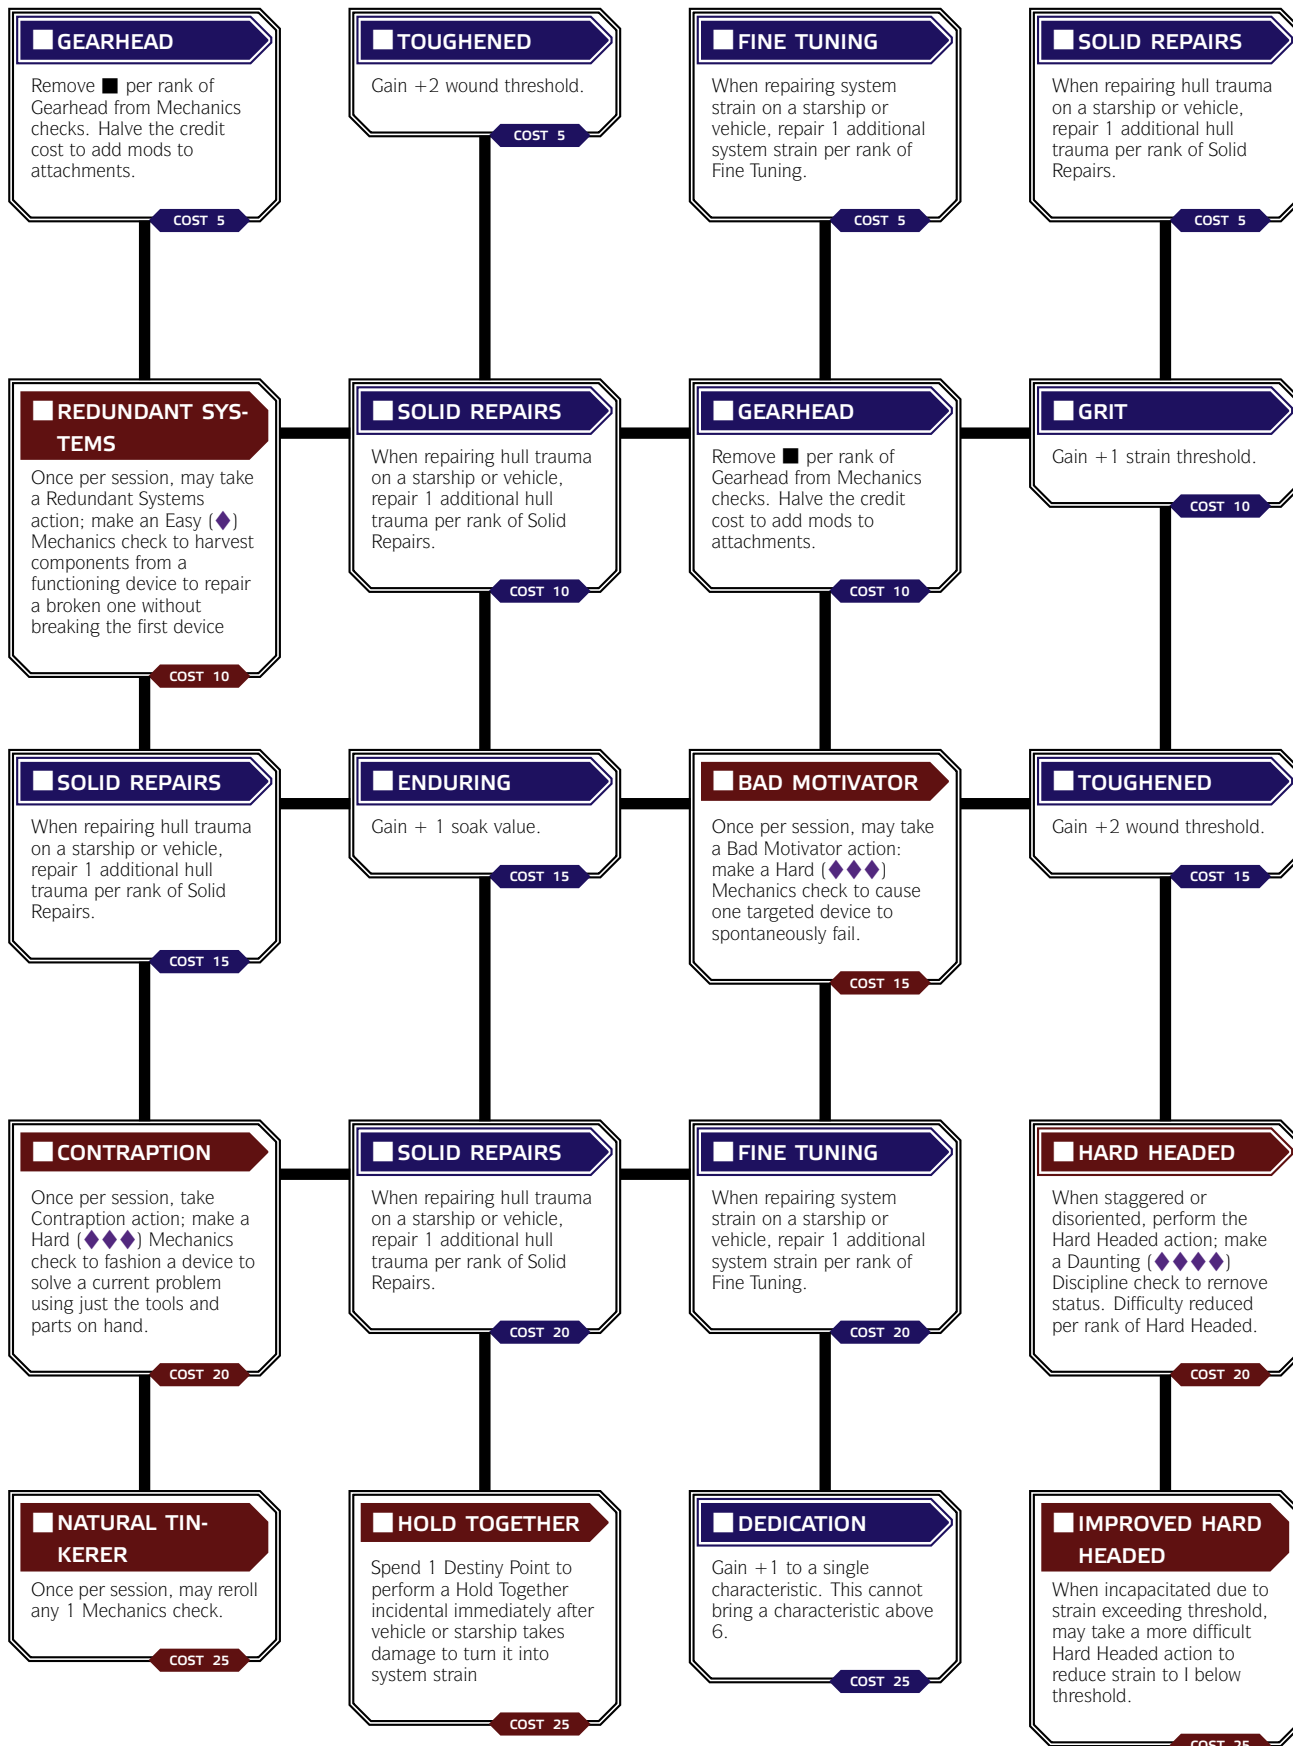 GEARHEAD
Remove ■ per rank of
Gearhead from Mechanics
checks. Halve the credit
cost to add mods to
attachments.
COST 5
TOUGHENED
Gain +2 wound threshold.
COST 5
FINE TUNING
When repairing system
strain on a starship or
vehicle, repair 1 additional
system strain per rank of
Fine Tuning.
COST 5
SOLID REPAIRS
When repairing hull trauma
on a starship or vehicle,
repair 1 additional hull
trauma per rank of Solid
Repairs.
COST 5
REDUNDANT SYS-
TEMS
Once per session, may take
a Redundant Systems
action; make an Easy (♦)
Mechanics check to harvest
components from a
functioning device to repair
a broken one without
breaking the first device
COST 10
SOLID REPAIRS
When repairing hull trauma
on a starship or vehicle,
repair 1 additional hull
trauma per rank of Solid
Repairs.
COST 10
GEARHEAD
Remove ■ per rank of
Gearhead from Mechanics
checks. Halve the credit
cost to add mods to
attachments.
COST 10
GRIT
Gain +1 strain threshold.
COST 10
SOLID REPAIRS
When repairing hull trauma
on a starship or vehicle,
repair 1 additional hull
trauma per rank of Solid
Repairs.
COST 15
ENDURING
Gain + 1 soak value.
COST 15
BAD MOTIVATOR
Once per session, may take
a Bad Motivator action:
make a Hard (♦♦♦)
Mechanics check to cause
one targeted device to
spontaneously fail.
COST 15
TOUGHENED
Gain +2 wound threshold.
COST 15
CONTRAPTION
Once per session, take
Contraption action; make a
Hard (♦♦♦) Mechanics
check to fashion a device to
solve a current problem
using just the tools and
parts on hand.
COST 20
SOLID REPAIRS
When repairing hull trauma
on a starship or vehicle,
repair 1 additional hull
trauma per rank of Solid
Repairs.
COST 20
FINE TUNING
When repairing system
strain on a starship or
vehicle, repair 1 additional
system strain per rank of
Fine Tuning.
COST 20
HARD HEADED
When staggered or
disoriented, perform the
Hard Headed action; make
a Daunting (♦♦♦♦)
Discipline check to rernove
status. Difficulty reduced
per rank of Hard Headed.
COST 20
NATURAL TIN-
KERER
Once per session, may reroll
any 1 Mechanics check.
COST 25
HOLD TOGETHER
Spend 1 Destiny Point to
perform a Hold Together
incidental immediately after
vehicle or starship takes
damage to turn it into
system strain
COST 25
DEDICATION
Gain +1 to a single
characteristic. This cannot
bring a characteristic above
6.
COST 25
IMPROVED HARD
HEADED
When incapacitated due to
strain exceeding threshold,
may take a more difficult
Hard Headed action to
reduce strain to I below
threshold.
COST 25